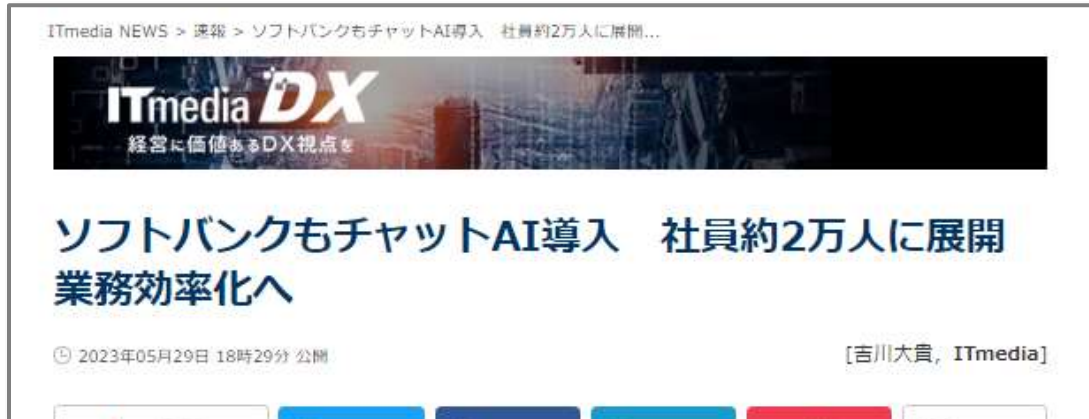 ITmedia NEWS > 速報 > ソフトバンクもチャットAI導入 社員約2万人に展開...
ITmedia DX
経営に価値あるDX視点を
ソフトバンクもチャットAI導入 社員約2万人に展開
業務効率化へ
2023年05月29日 18時29分 公開
[吉川大貴, ITmedia]